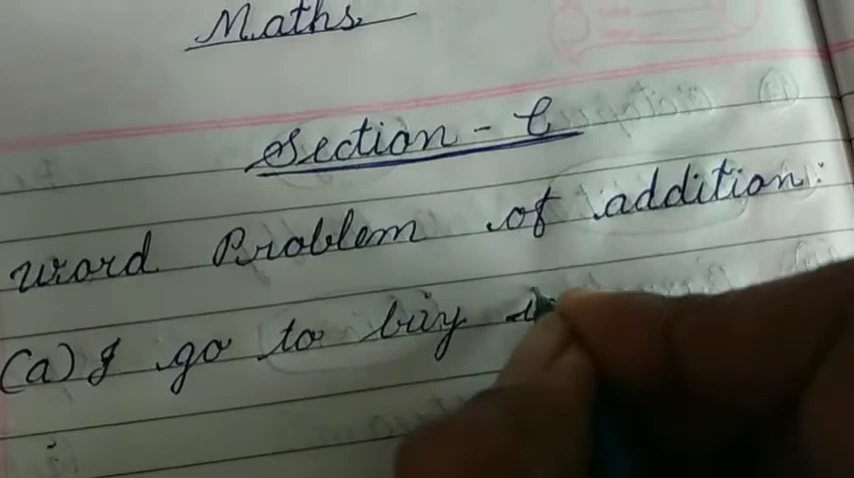 Maths
Section - C
Word Problem of addition.
(a) I go to buy